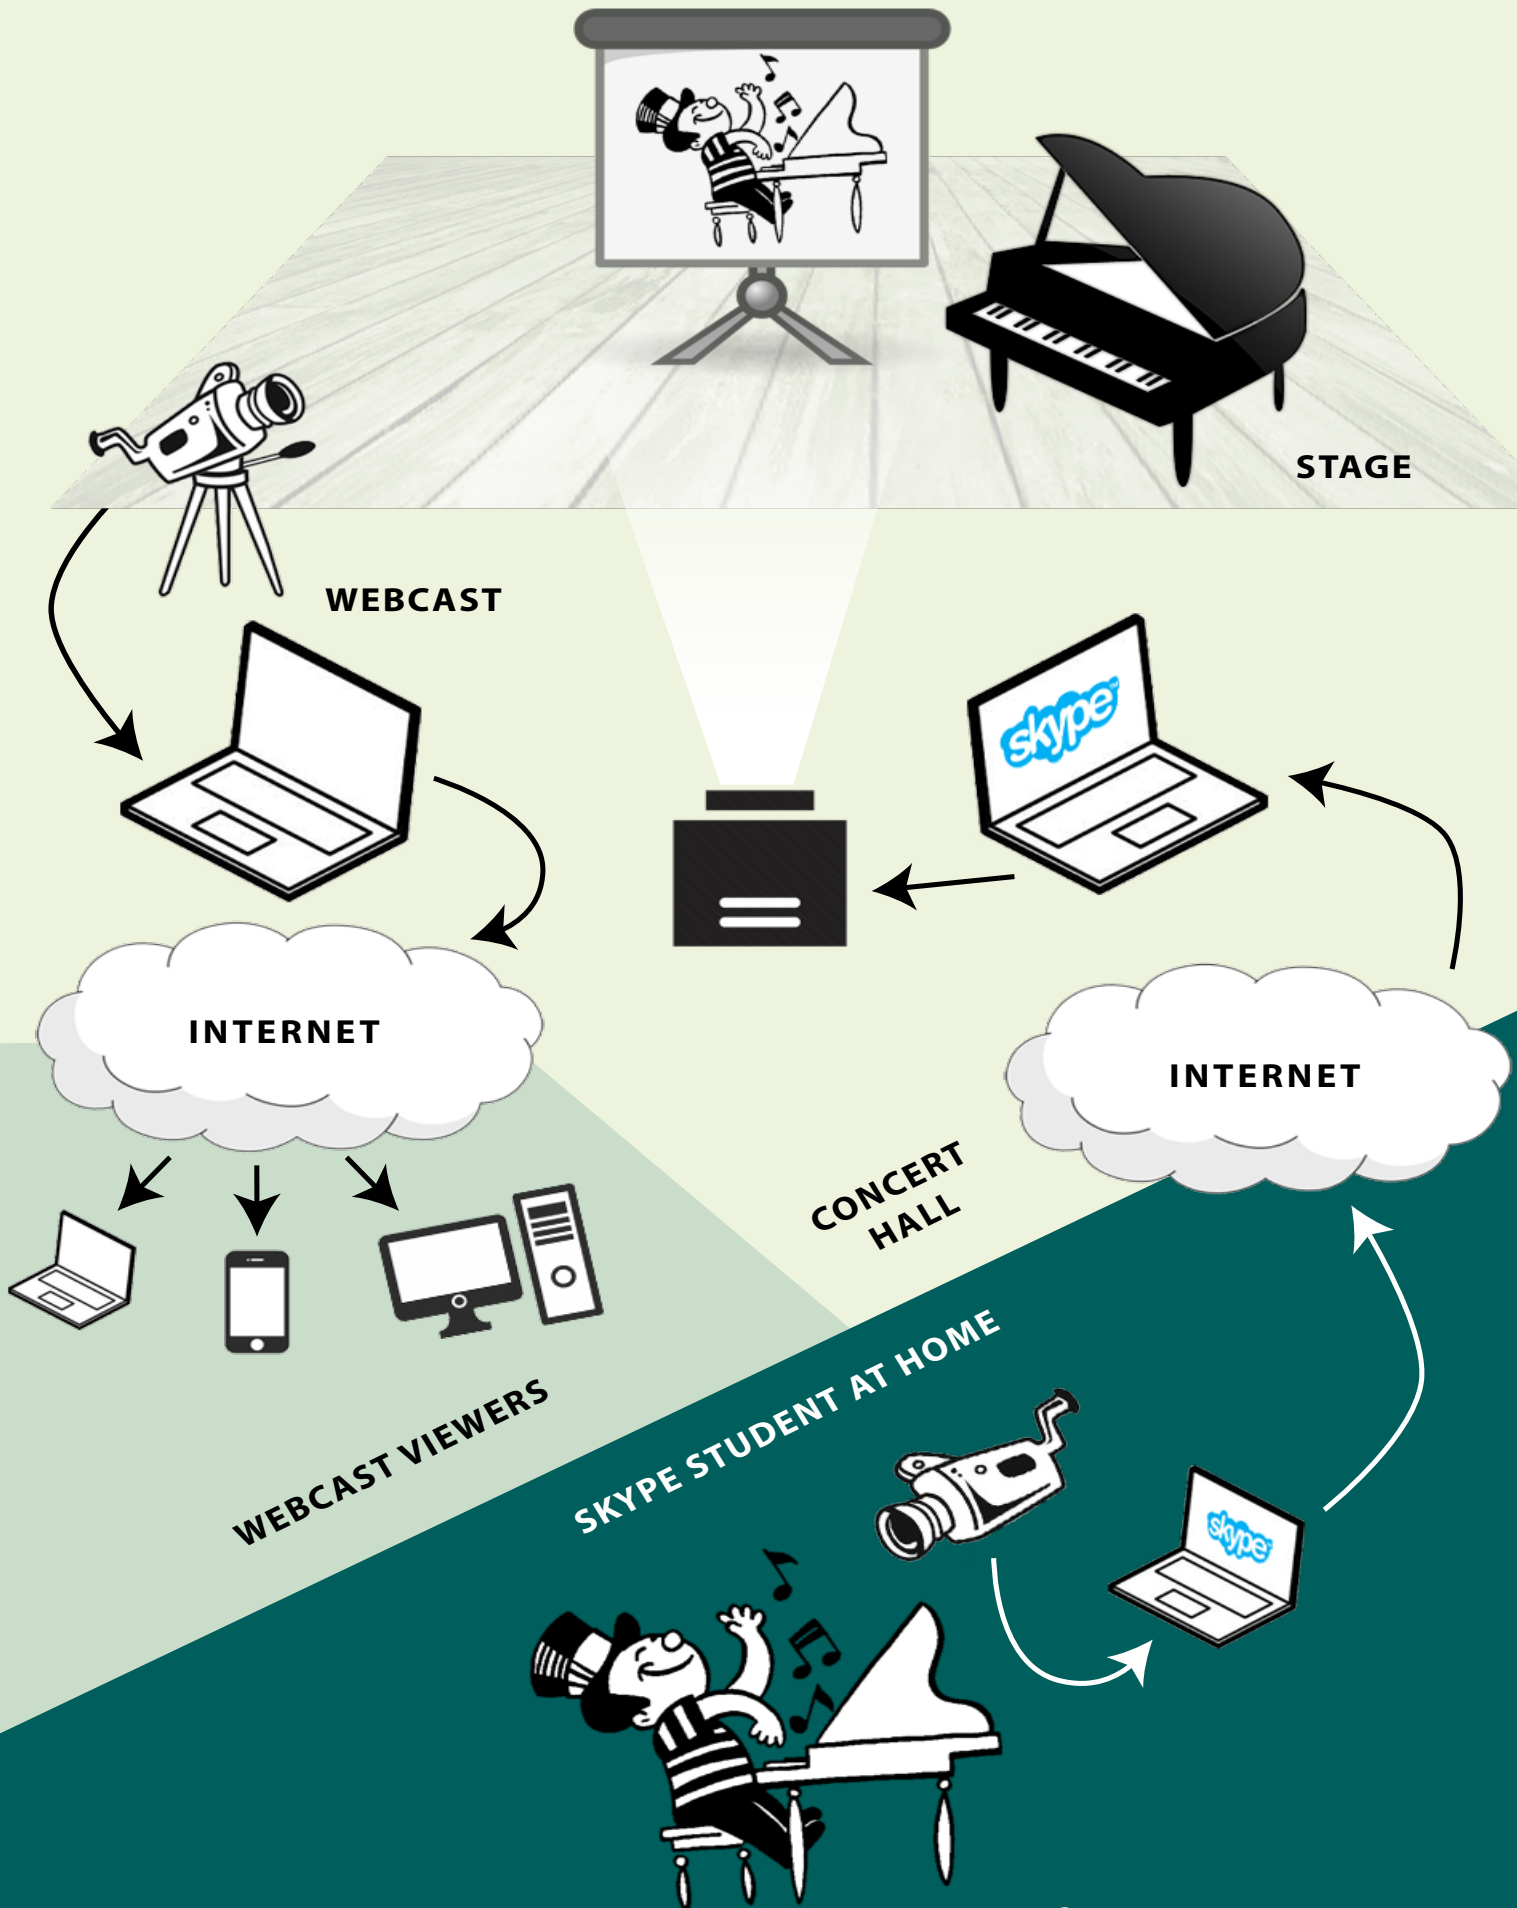 STAGE
WEBCAST
skype
INTERNET
INTERNET
CONCERT
HALL
WEBCAST VIEWERS
SKYPE STUDENT AT HOME
skype